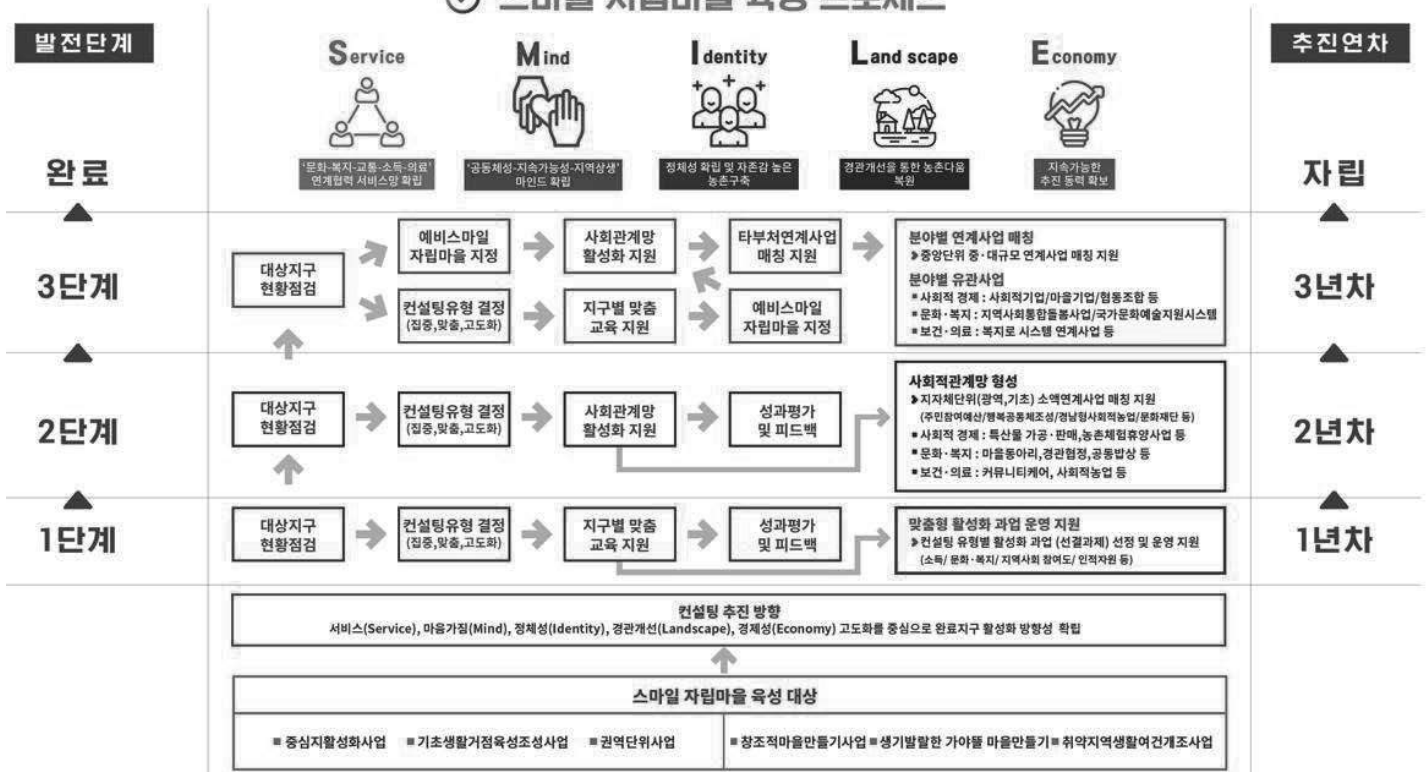 스마일 자립마을 육성 프로세스
발전단계
추진연차
Service
Mind
Identity
Land scape
Economy
'문화-복지-교통-소득-의료'
연계협력 서비스망 확립
'공동체성-지속가능성-지역상생'
마인드 확립
정체성 확립 및 자존감 높은
농촌구축
경관개선을 통한 농촌다움
복원
지속가능한
추진 동력 확보
완료
자립
3단계
대상지구
현황점검
예비스마일
자립마을 지정
사회관계망
활성화 지원
타부처연계사업
매칭 지원
컨설팅유형 결정
(집중,맞춤,고도화)
지구별 맞춤
교육 지원
예비스마일
자립마을 지정
분야별 연계사업 매칭
중앙단위 중·대규모 연계사업 매칭 지원
분야별 유관사업
■ 사회적 경제 : 사회적기업/마을기업/협동조합 등
■ 문화·복지 : 지역사회통합돌봄사업/국가문화예술지원시스템
■ 보건·의료 : 복지로 시스템 연계사업 등
3년차
2단계
대상지구
현황점검
컨설팅유형 결정
(집중,맞춤,고도화)
사회관계망
활성화 지원
성과평가
및 피드백
사회적관계망 형성
지자체단위(광역,기초) 소액연계사업 매칭 지원
(주민참여예산/행복공동체조성/경남형사회적농업/문화재단 등)
■ 사회적 경제 : 특산물 가공·판매,농촌체험휴양사업 등
■ 문화·복지 : 마을동아리,경관협정,공동밥상 등
■ 보건·의료 : 커뮤니티케어, 사회적농업 등
2년차
1단계
대상지구
현황점검
컨설팅유형 결정
(집중,맞춤,고도화)
지구별 맞춤
교육 지원
성과평가
및 피드백
맞춤형 활성화 과업 운영 지원
컨설팅 유형별 활성화 과업 (선결과제) 선정 및 운영 지원
(소득/ 문화·복지/ 지역사회 참여도/ 인적자원 등)
1년차
컨설팅 추진 방향
서비스(Service), 마음가짐(Mind), 정체성(Identity), 경관개선(Landscape), 경제성(Economy) 고도화를 중심으로 완료지구 활성화 방향성 확립
스마일 자립마을 육성 대상
■ 중심지활성화사업 ■ 기초생활거점육성조성사업 ■ 권역단위사업 ■ 창조적마을만들기사업 ■ 생기발랄한 가야뜰 마을만들기 ■ 취약지역생활여건개조사업